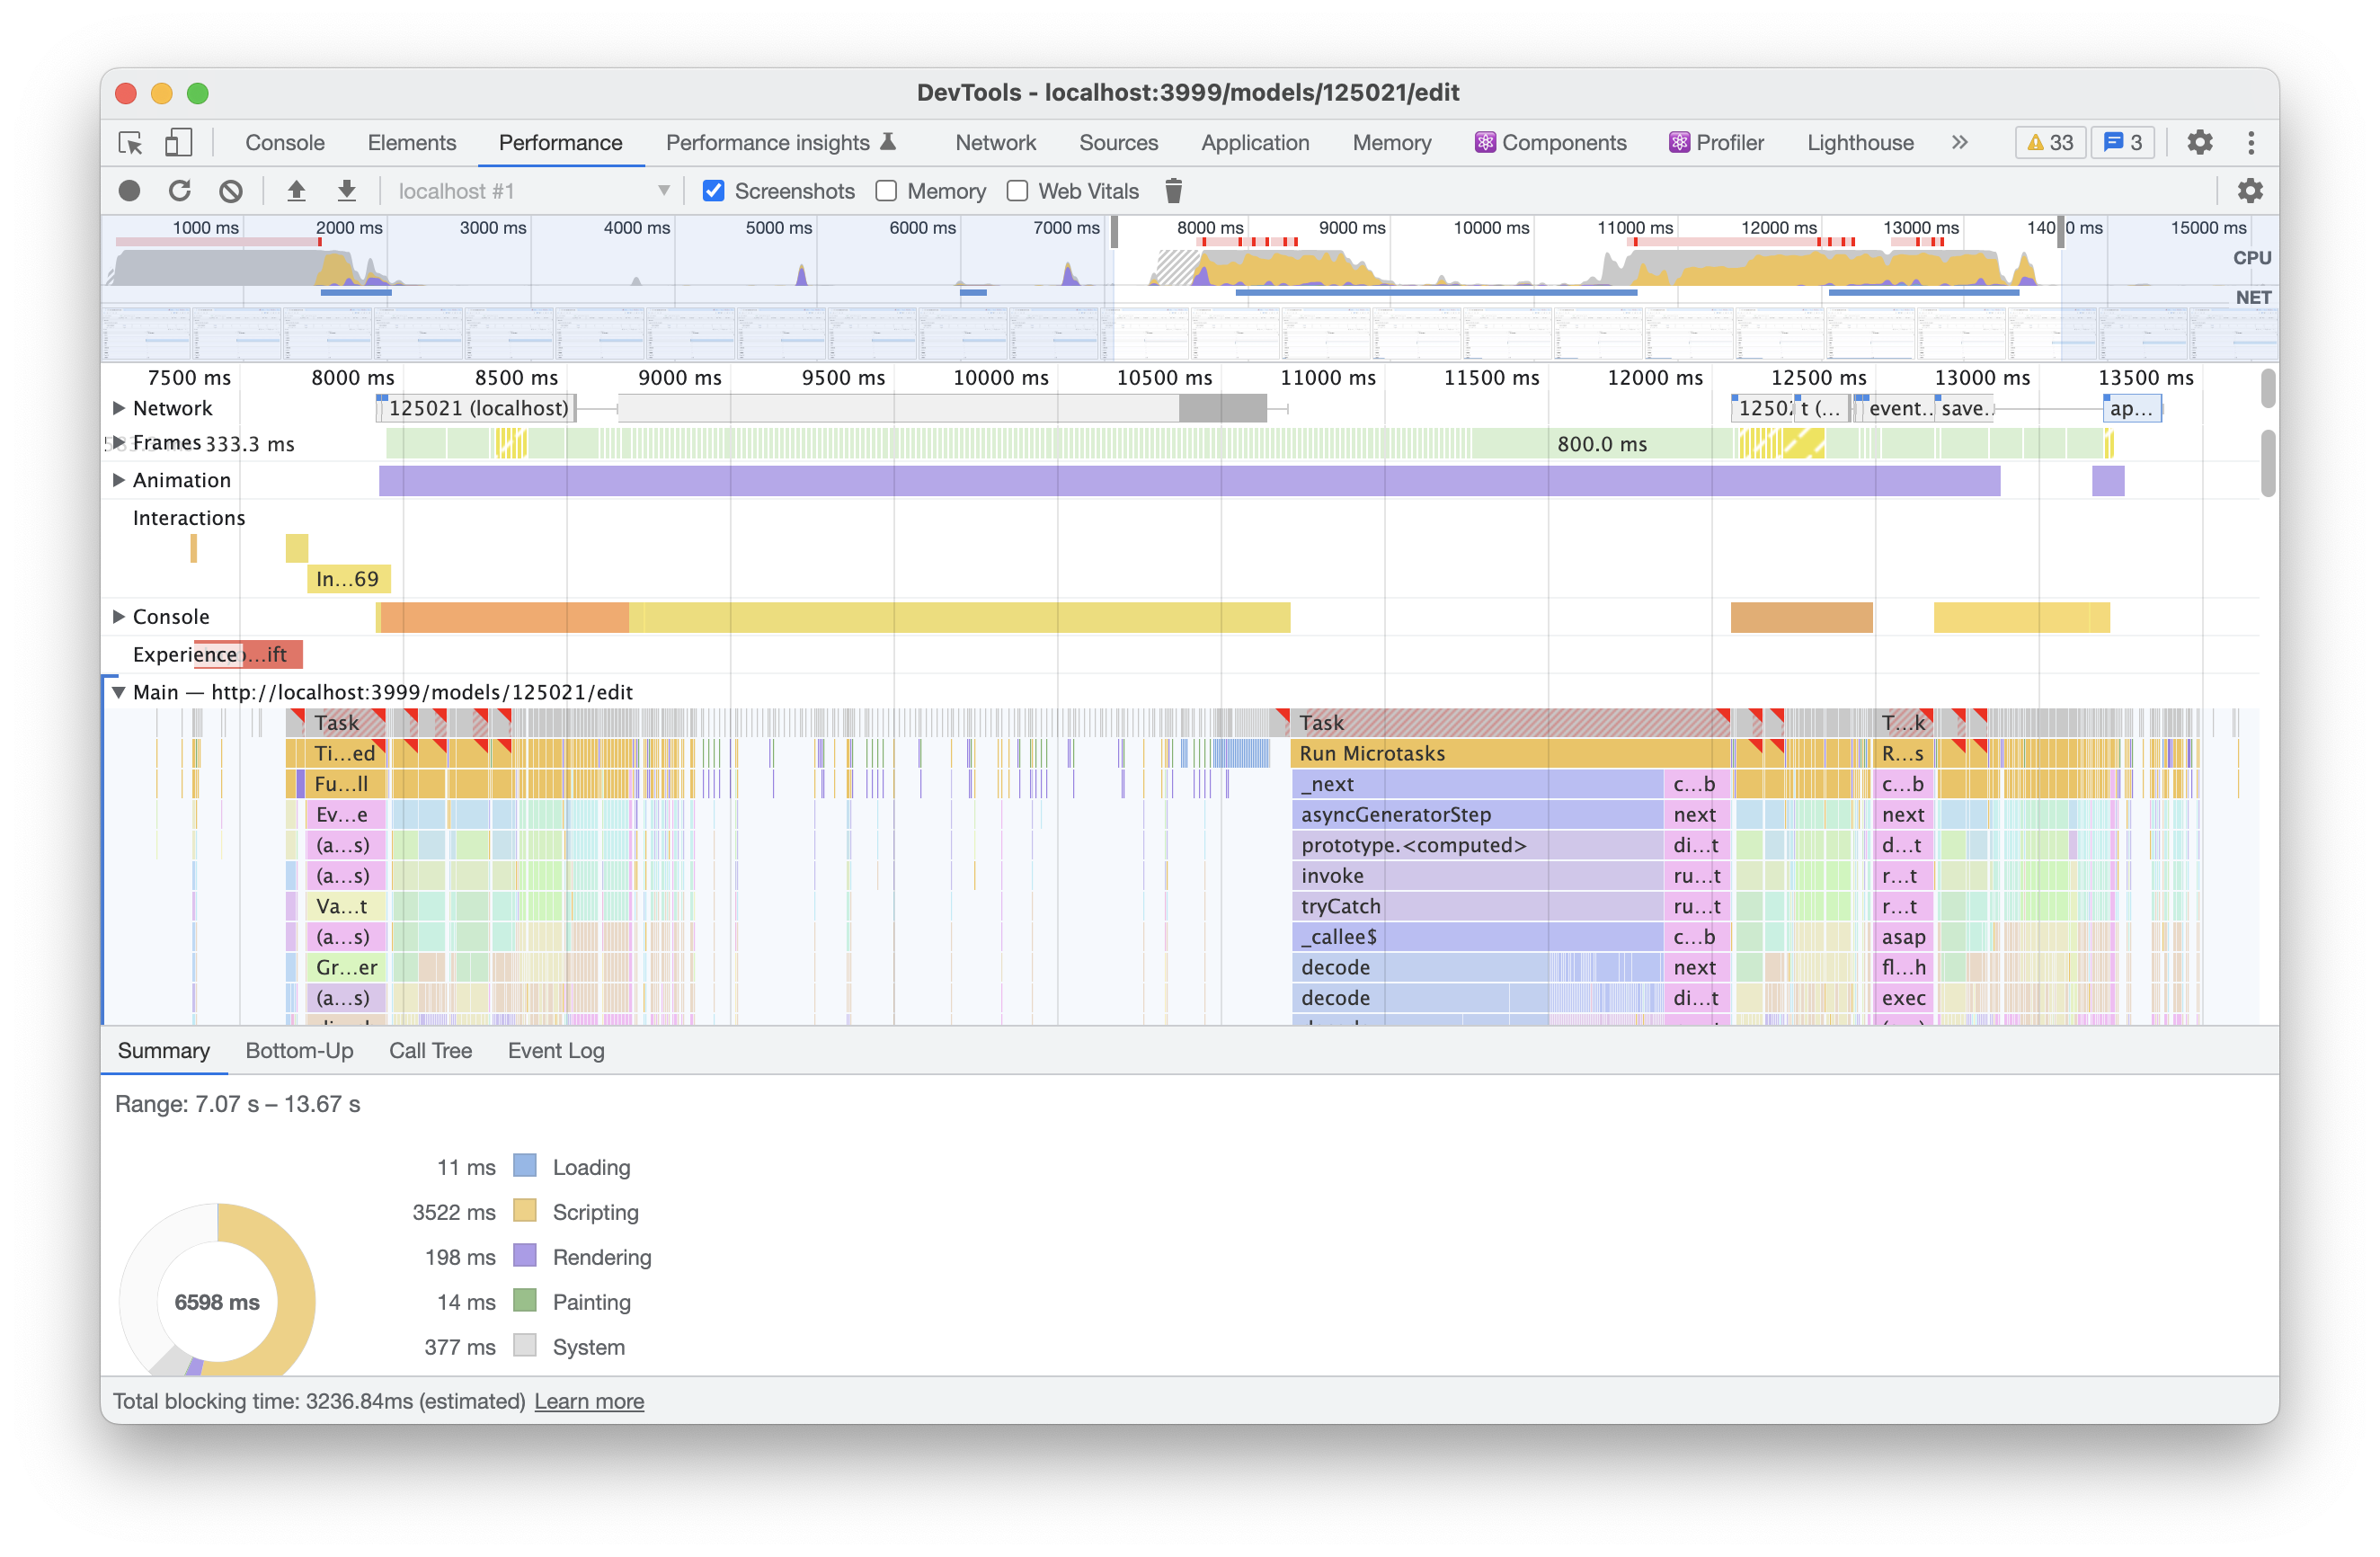 DevTools - localhost:3999/models/125021/edit
Console Elements Performance Performance insights Network Sources Application Memory Components Profiler Lighthouse 33 3
localhost #1 Screenshots Memory Web Vitals
1000 ms 2000 ms 3000 ms 4000 ms 5000 ms 6000 ms 7000 ms 8000 ms 9000 ms 10000 ms 11000 ms 12000 ms 13000 ms 15000 ms
CPU
NET
7500 ms 8000 ms 8500 ms 9000 ms 9500 ms 10000 ms 10500 ms 11000 ms 11500 ms 12000 ms 12500 ms 13000 ms 13500 ms
Network 125021 (localhost) t (... event... save... ap...
Frames 333.3 ms 800.0 ms
Animation
Interactions
In...69
Console
Experience ...ift
Main — http://localhost:3999/models/125021/edit
Task Task T...k
Ti...ed Run Microtasks R...s
Fu...ll _next c...b c...b
Ev...e asyncGeneratorStep next next
(a...s) prototype.<computed> di...t d...t
(a...s) invoke ru...t r...t
Va...t tryCatch ru...t r...t
(a...s) _callee$ c...b asap
Gr...er decode next fl...h
(a...s) decode di...t exec
Summary Bottom-Up Call Tree Event Log
Range: 7.07 s – 13.67 s
11 ms Loading
3522 ms Scripting
198 ms Rendering
14 ms Painting
377 ms System
6598 ms
Total blocking time: 3236.84ms (estimated) Learn more